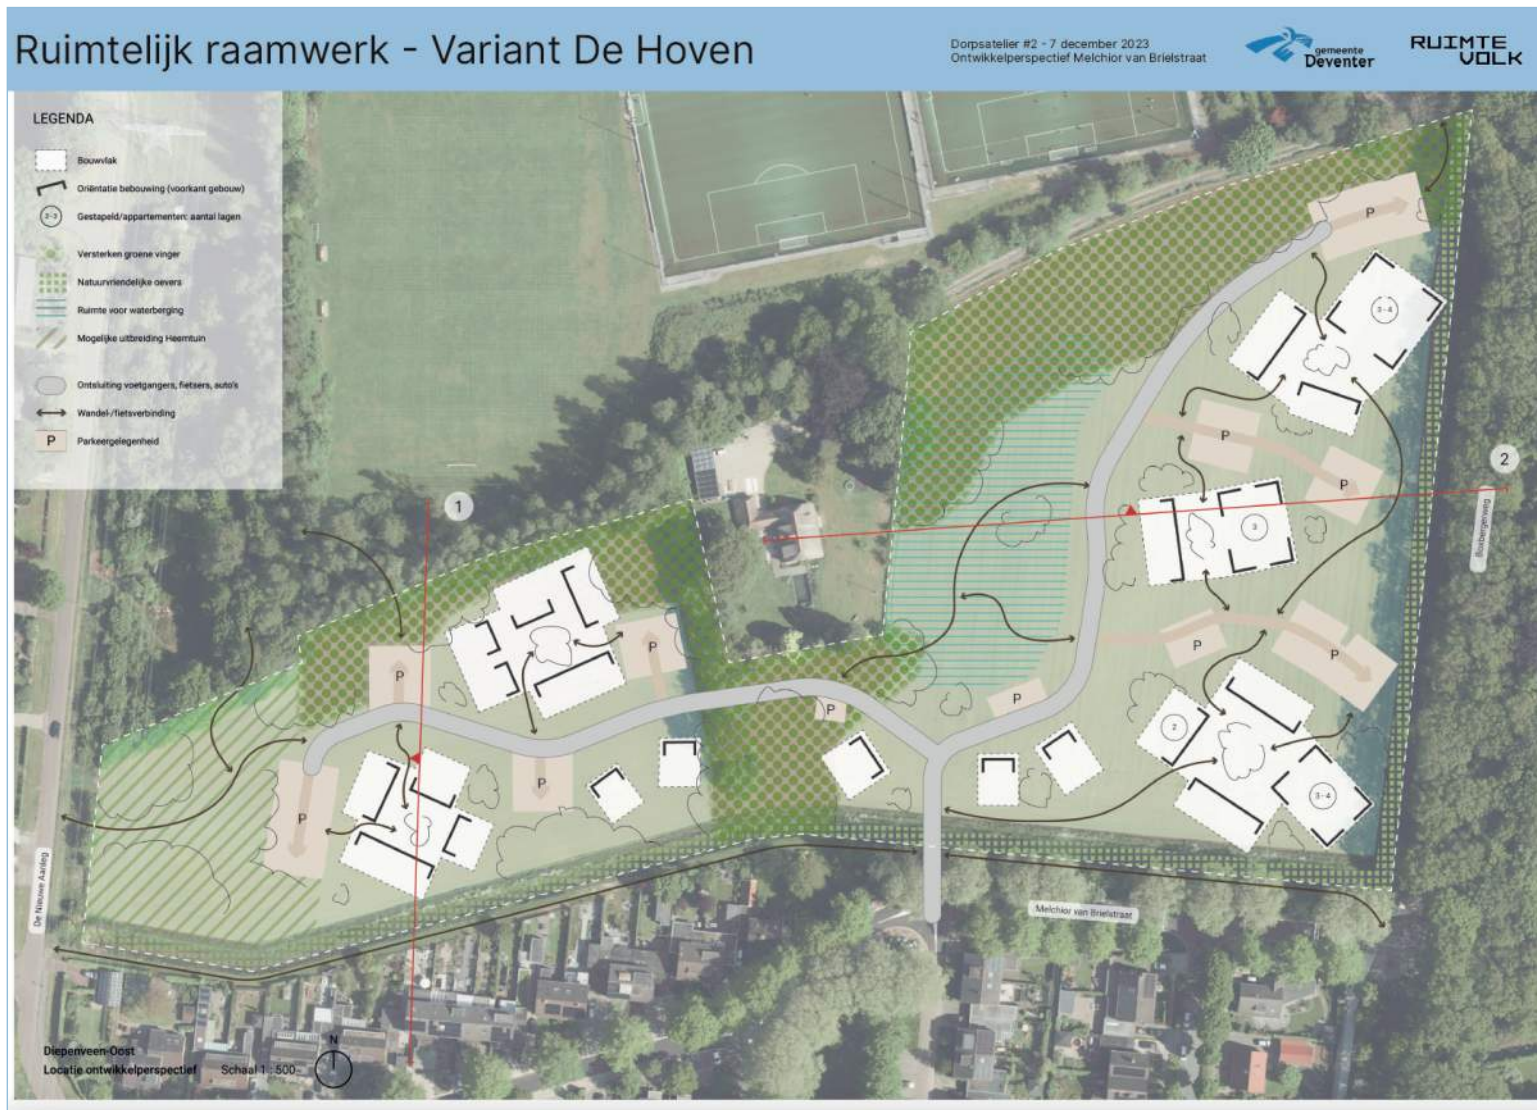 Ruimtelijk raamwerk - Variant De Hoven
Dorpsatelier #2 - 7 december 2023
Ontwikkelperspectief Melchior van Brielstraat
gemeente
Deventer
RUIMTE
VOLK
LEGENDA
Bouwvlak
Oriëntatie bebouwing (voorkant gebouw)
2-3
Gestapeld/appartementen: aantal lagen
Versterken groene vinger
Natuurvriendelijke oevers
Ruimte voor waterberging
Mogelijke uitbreiding Heemtuin
Ontsluiting voetgangers, fietsers, auto's
Wandel-/fietsverbinding
P
Parkeergelegenheid
P
3-4
P
P
2
1
3
Boxbergerweg
P
P
P
P
P
P
P
2
P
P
3-4
De Nieuwe Aanleg
Melchior van Brielstraat
Diepenveen-Oost
Locatie ontwikkelperspectief
Schaal 1 : 500
N